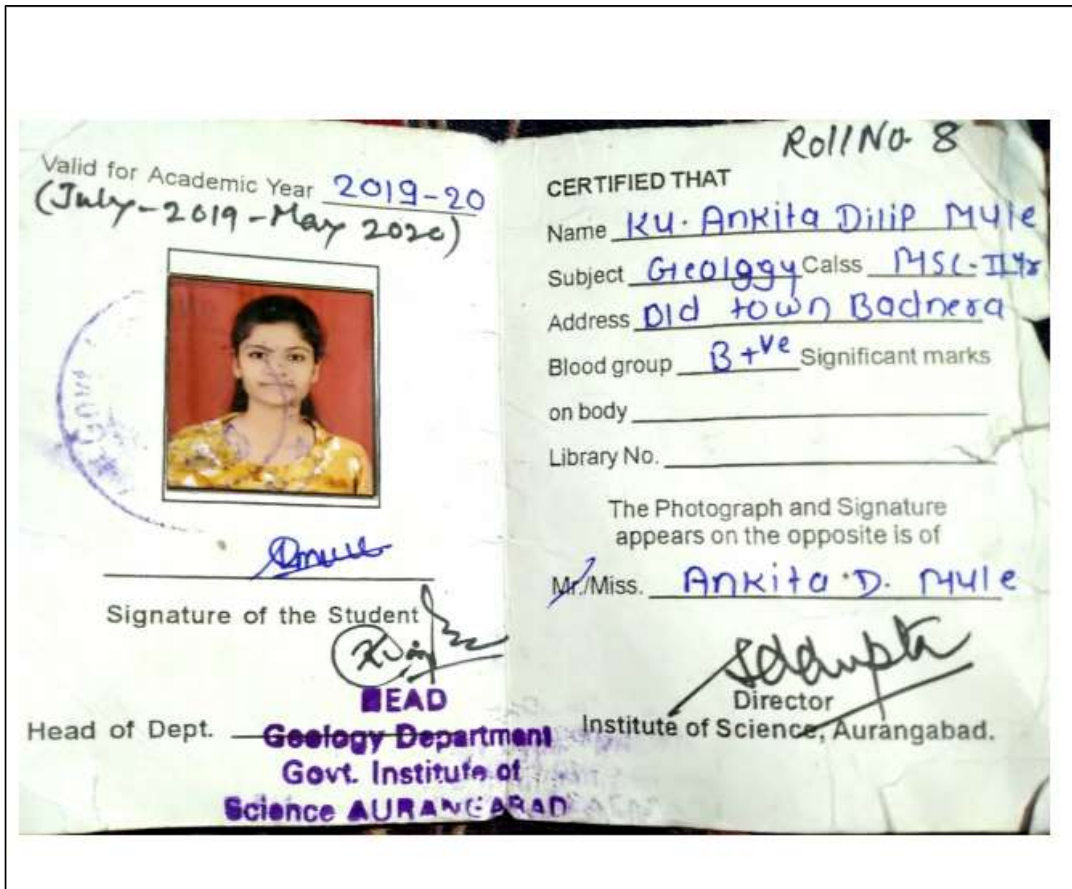 Valid for Academic Year 2019-20
(July-2019-May 2020)
Signature of the Student
HEAD
Head of Dept.
Geology Department
Govt. Institute of
Science AURANGABAD
Roll No. 8
CERTIFIED THAT
Name KU. Ankita Dilip Mule
Subject Geology Calss MSC-II Yr
Address Old town Badnera
Blood group B +ve Significant marks
on body
Library No.
The Photograph and Signature
appears on the opposite is of
Mr./Miss. Ankita D. Mule
Director
Institute of Science, Aurangabad.